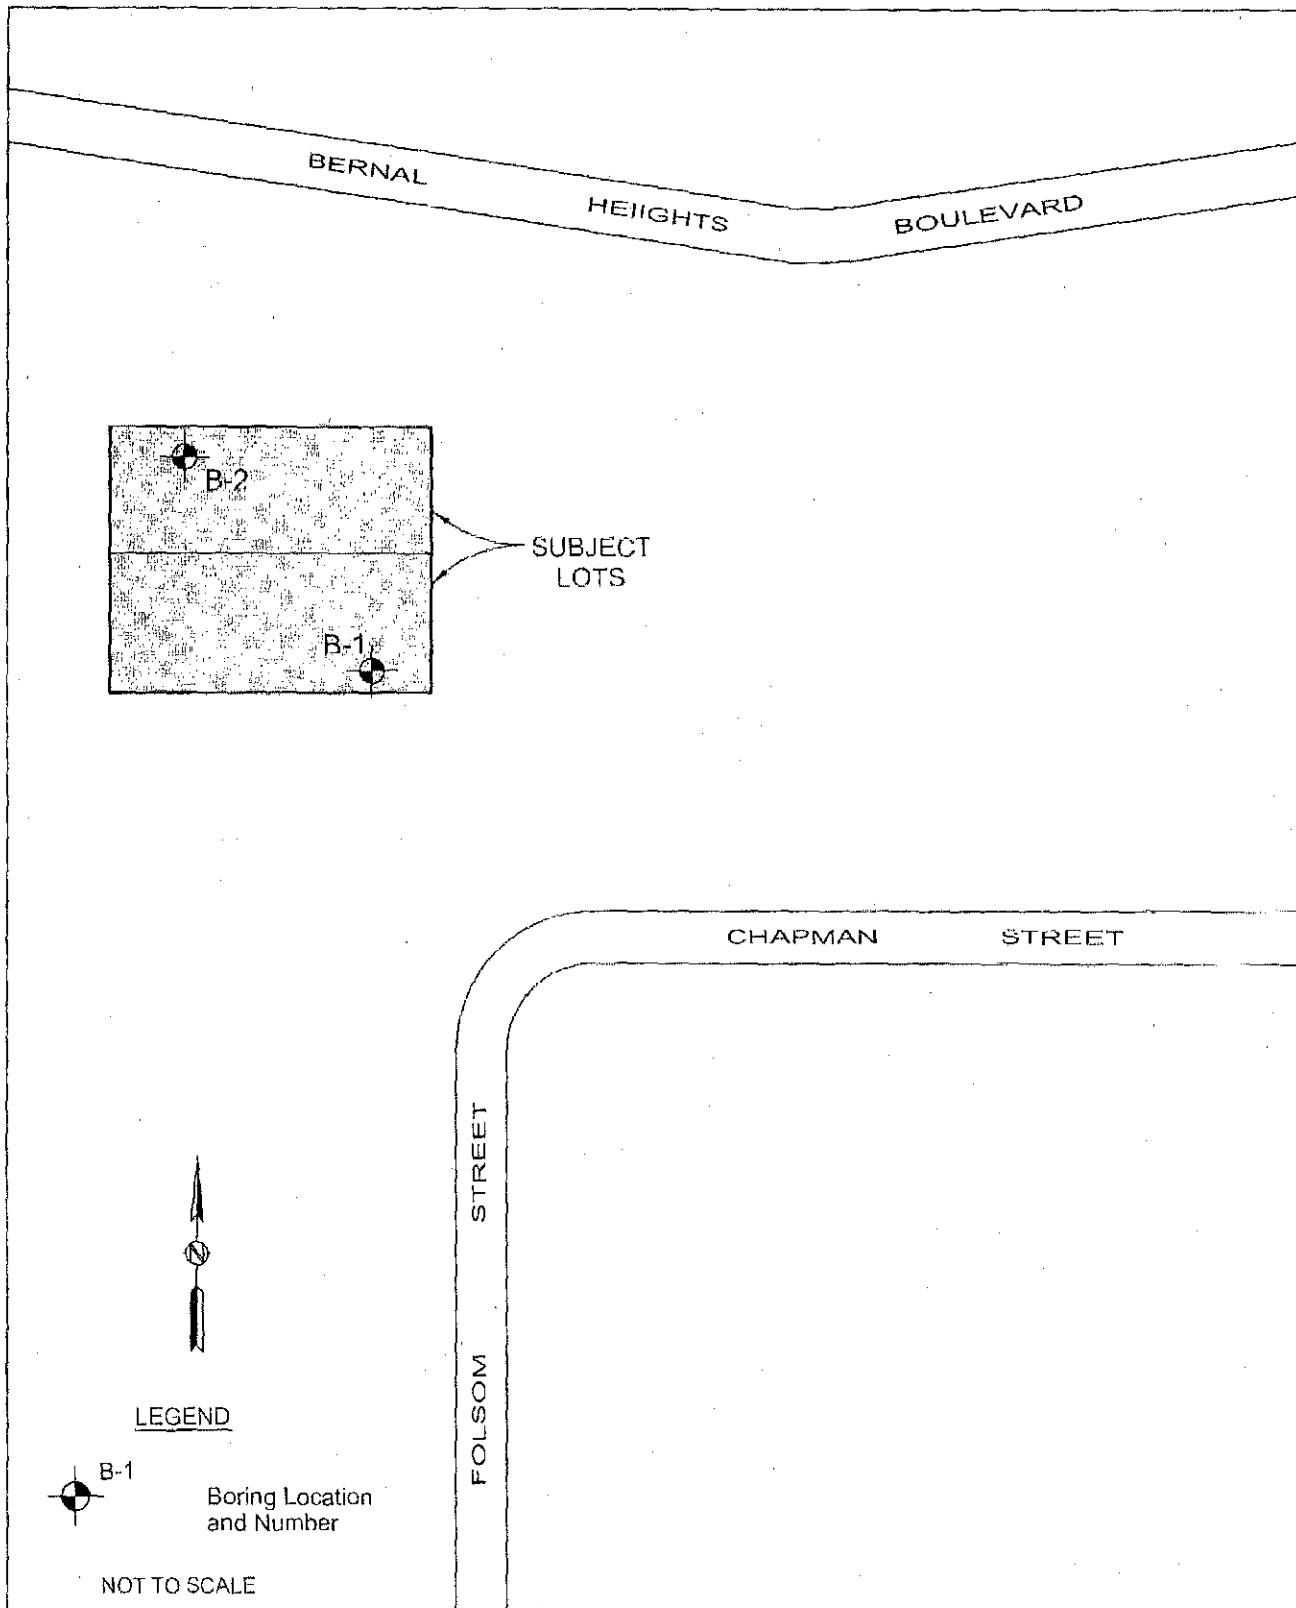 BERNAL HEIIGHTS BOULEVARD
B-2
SUBJECT
LOTS
B-1
CHAPMAN STREET
FOLSOM STREET
N
LEGEND
B-1
Boring Location
and Number
NOT TO SCALE